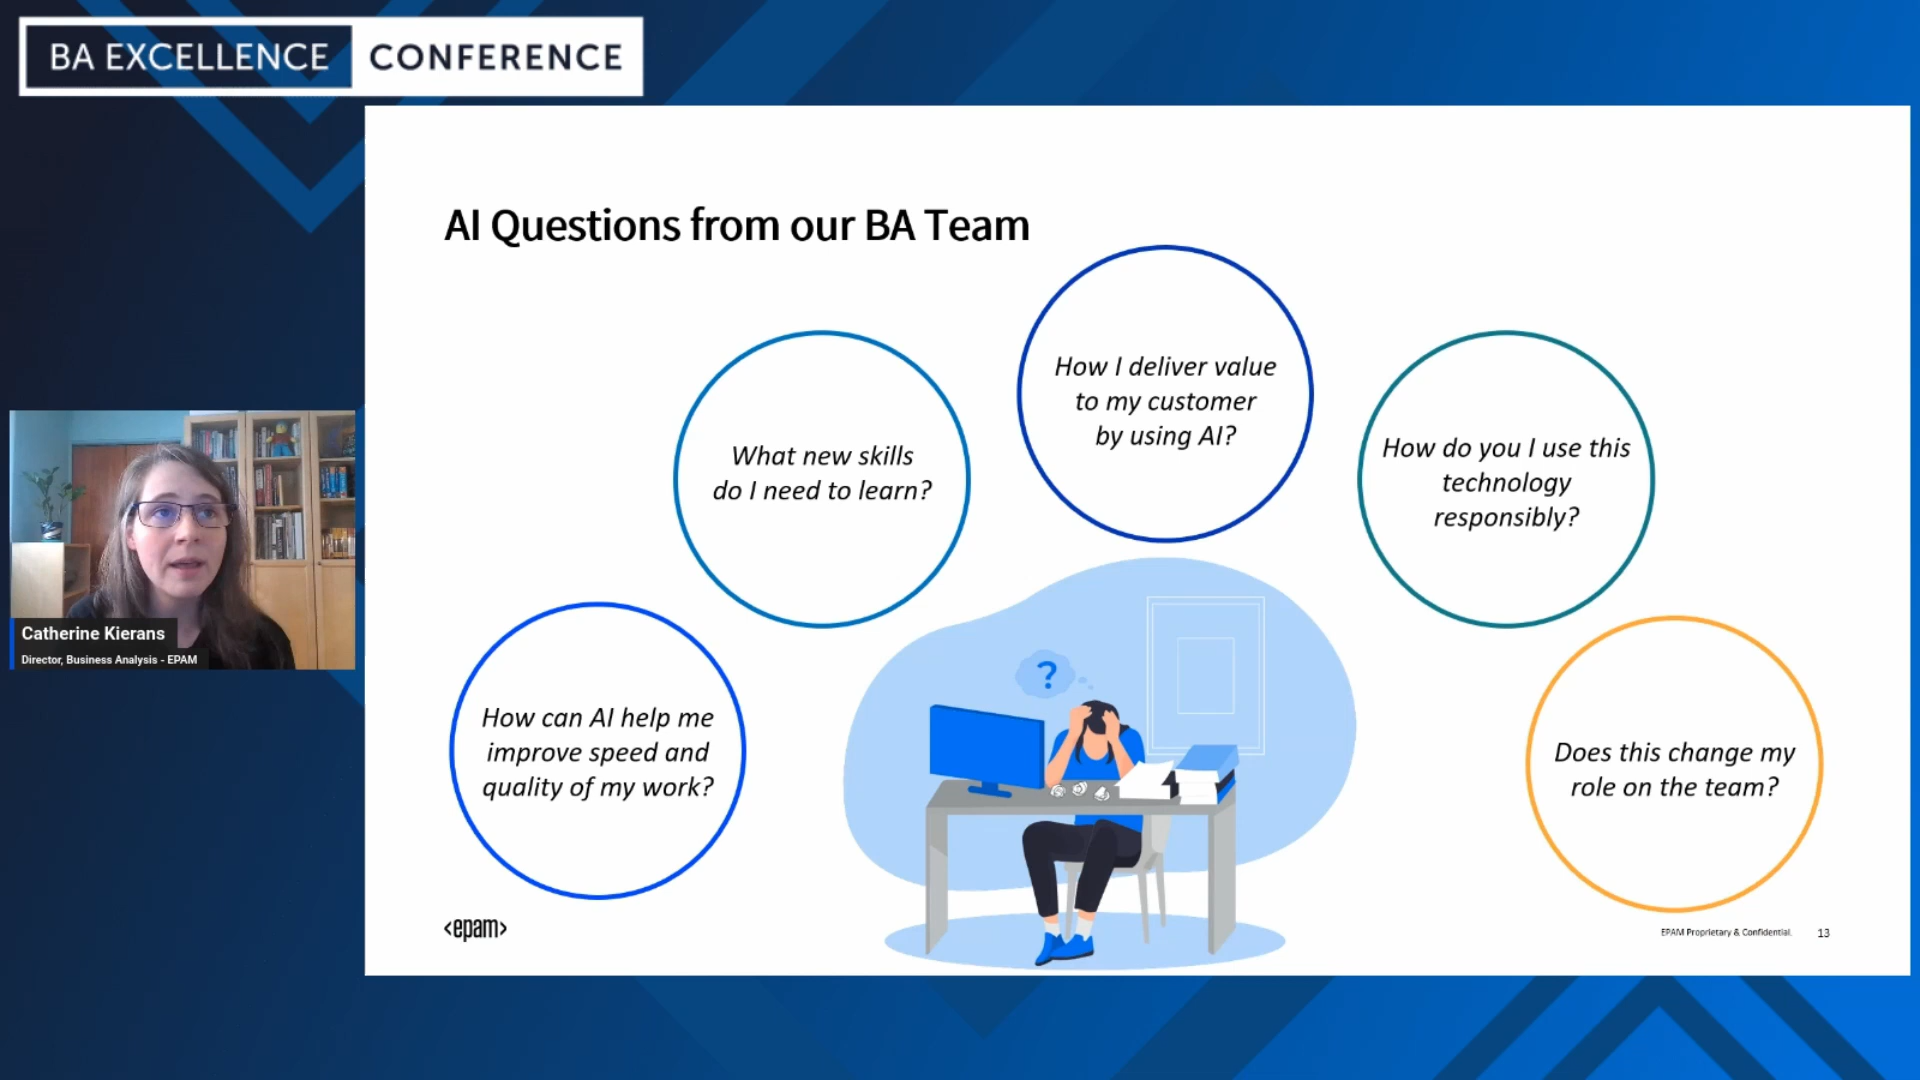 BA EXCELLENCE CONFERENCE
AI Questions from our BA Team
How can AI help me
improve speed and
quality of my work?
What new skills
do I need to learn?
How I deliver value
to my customer
by using AI?
How do you I use this
technology
responsibly?
Does this change my
role on the team?
?
Catherine Kierans
Director, Business Analysis - EPAM
<epam>
EPAM Proprietary & Confidential.
13